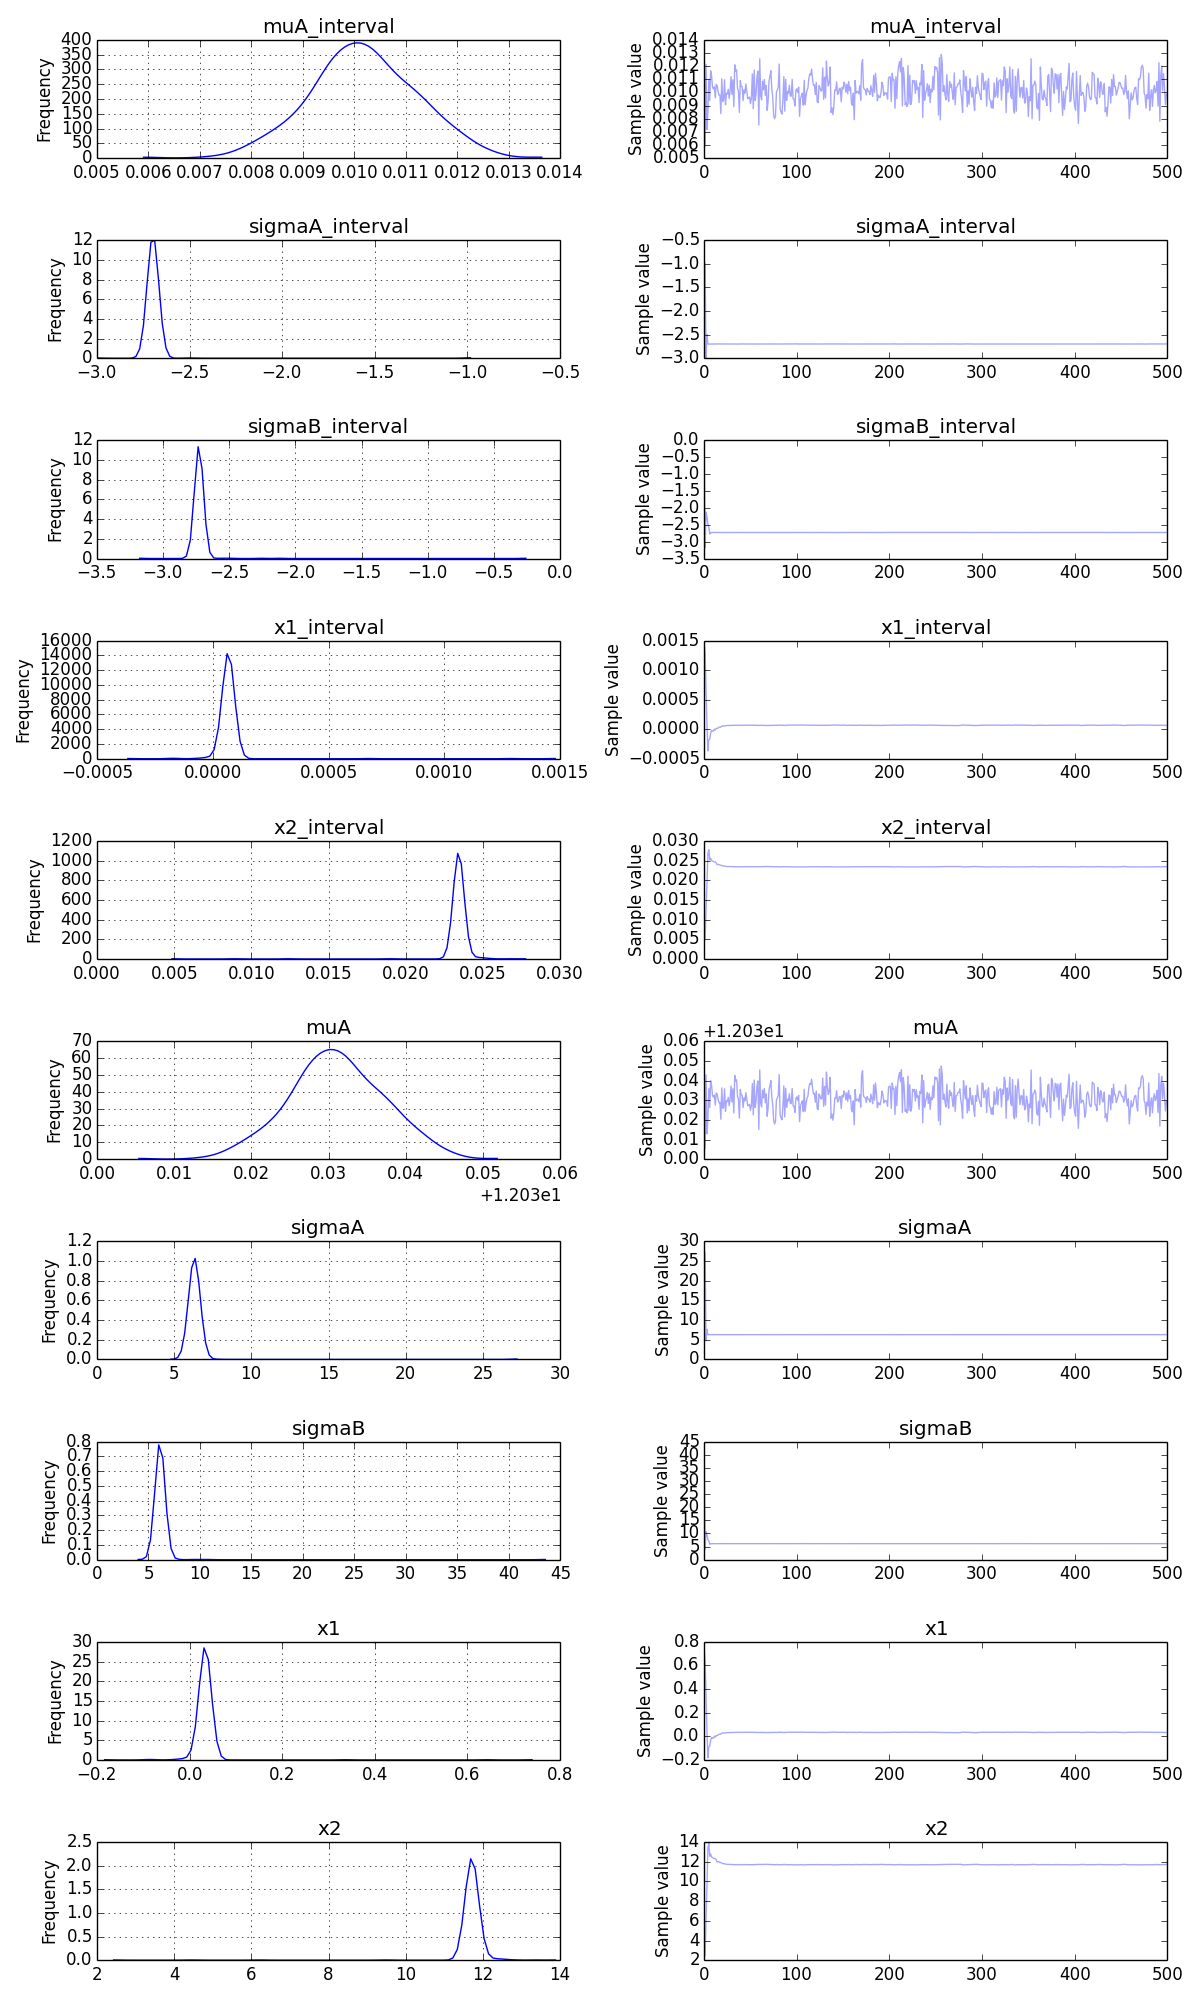 muA_interval
Frequency
400
350
300
250
200
150
100
50
0
0.005 0.006 0.007 0.008 0.009 0.010 0.011 0.012 0.013 0.014
muA_interval
Sample value
0.014
0.013
0.012
0.011
0.010
0.009
0.008
0.007
0.006
0.005
0 100 200 300 400 500
sigmaA_interval
Frequency
12
10
8
6
4
2
0
−3.0 −2.5 −2.0 −1.5 −1.0 −0.5
sigmaA_interval
Sample value
−0.5
−1.0
−1.5
−2.0
−2.5
−3.0
0 100 200 300 400 500
sigmaB_interval
Frequency
12
10
8
6
4
2
0
−3.5 −3.0 −2.5 −2.0 −1.5 −1.0 −0.5 0.0
sigmaB_interval
Sample value
0.0
−0.5
−1.0
−1.5
−2.0
−2.5
−3.0
−3.5
0 100 200 300 400 500
x1_interval
Frequency
16000
14000
12000
10000
8000
6000
4000
2000
0
−0.0005 0.0000 0.0005 0.0010 0.0015
x1_interval
Sample value
0.0015
0.0010
0.0005
0.0000
−0.0005
0 100 200 300 400 500
x2_interval
Frequency
1200
1000
800
600
400
200
0
0.000 0.005 0.010 0.015 0.020 0.025 0.030
x2_interval
Sample value
0.030
0.025
0.020
0.015
0.010
0.005
0.000
0 100 200 300 400 500
muA
Frequency
70
60
50
40
30
20
10
0
0.00 0.01 0.02 0.03 0.04 0.05 0.06
+1.203e1
+1.203e1
muA
Sample value
0.06
0.05
0.04
0.03
0.02
0.01
0.00
0 100 200 300 400 500
sigmaA
Frequency
1.2
1.0
0.8
0.6
0.4
0.2
0.0
0 5 10 15 20 25 30
sigmaA
Sample value
30
25
20
15
10
5
0
0 100 200 300 400 500
sigmaB
Frequency
0.8
0.7
0.6
0.5
0.4
0.3
0.2
0.1
0.0
0 5 10 15 20 25 30 35 40 45
sigmaB
Sample value
45
40
35
30
25
20
15
10
5
0
0 100 200 300 400 500
x1
Frequency
30
25
20
15
10
5
0
−0.2 0.0 0.2 0.4 0.6 0.8
x1
Sample value
0.8
0.6
0.4
0.2
0.0
−0.2
0 100 200 300 400 500
x2
Frequency
2.5
2.0
1.5
1.0
0.5
0.0
2 4 6 8 10 12 14
x2
Sample value
14
12
10
8
6
4
2
0 100 200 300 400 500